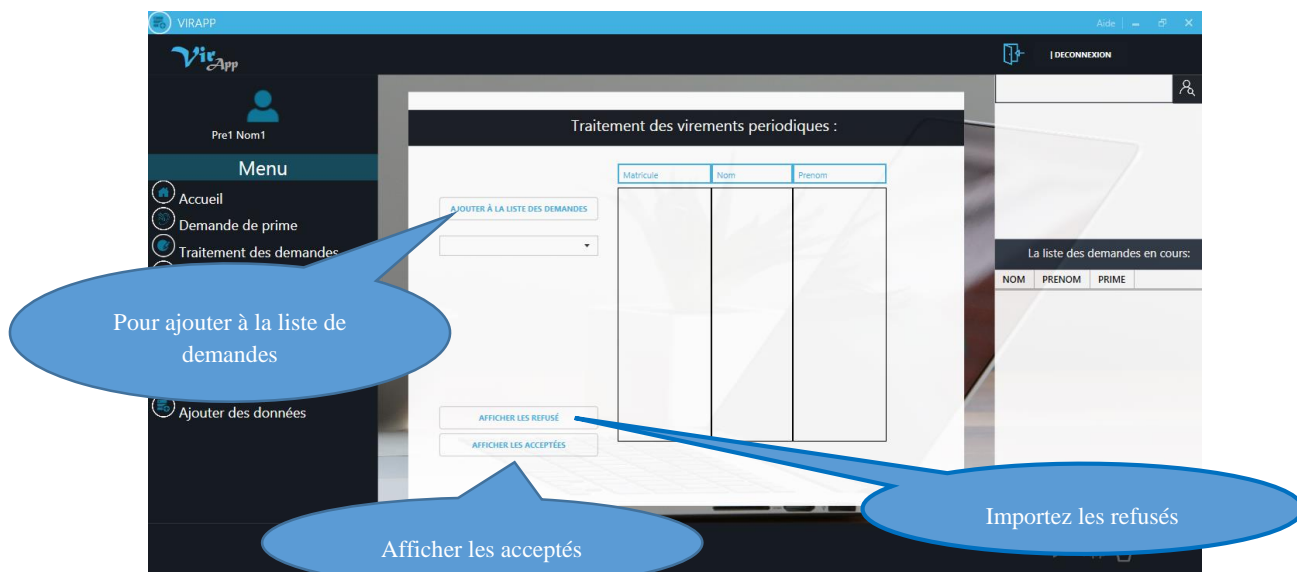 VIRAPP
Aide
VirApp
| DECONNEXION
Pre1 Nom1
Menu
Accueil
Demande de prime
Traitement des demandes
Ajouter des données
Traitement des virements periodiques :
Matricule Nom Prenom
AJOUTER À LA LISTE DES DEMANDES
AFFICHER LES REFUSÉ
AFFICHER LES ACCEPTÉES
La liste des demandes en cours:
NOM PRENOM PRIME
Pour ajouter à la liste de
demandes
Importez les refusés
Afficher les acceptés